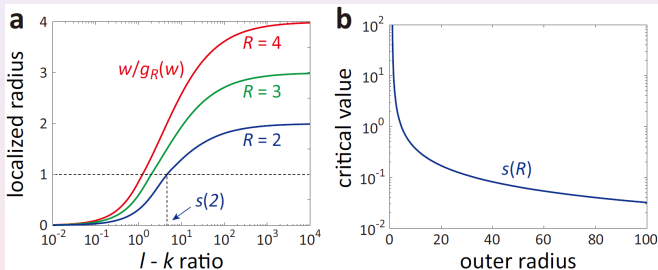 a
localized radius
4
3
2
1
0
w/g_R(w)
R = 4
R = 3
R = 2
s(2)
10^-2 10^-1 10^0 10^1 10^2 10^3 10^4
l - k ratio
b
critical value
10^2
10^1
10^0
10^-1
10^-2
s(R)
0 20 40 60 80 100
outer radius